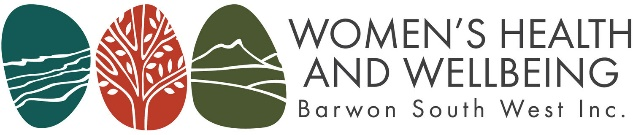 WOMEN'S HEALTH
AND WELLBEING
Barwon South West Inc.